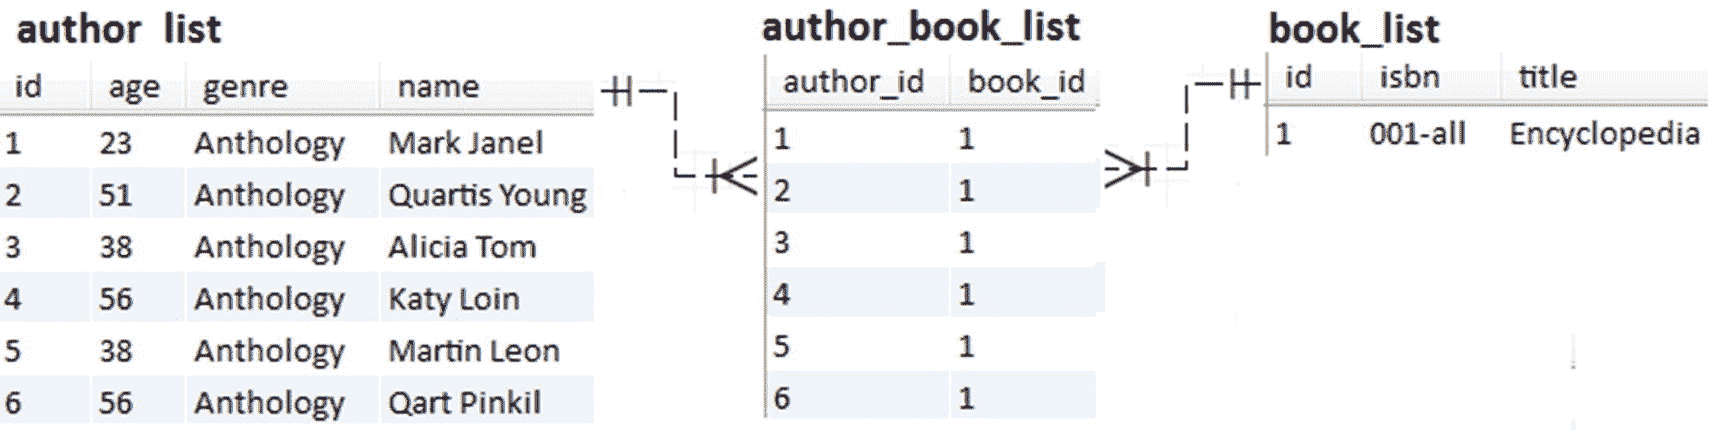 author list
id age genre name
1 23 Anthology Mark Janel
2 51 Anthology Quartis Young
3 38 Anthology Alicia Tom
4 56 Anthology Katy Loin
5 38 Anthology Martin Leon
6 56 Anthology Qart Pinkil
author_book_list
author_id book_id
1 1
2 1
3 1
4 1
5 1
6 1
book_list
id isbn title
1 001-all Encyclopedia